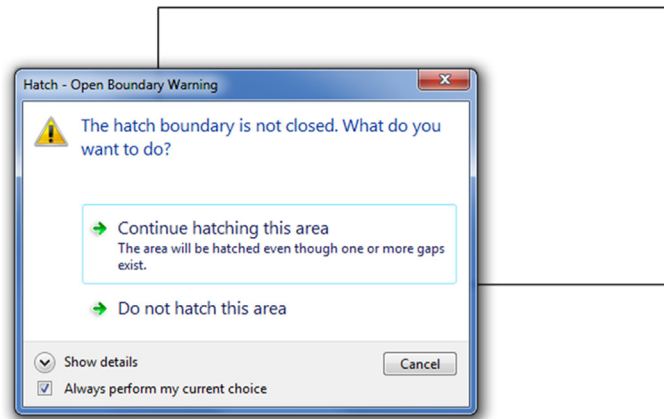 Hatch - Open Boundary Warning
The hatch boundary is not closed. What do you
want to do?
Continue hatching this area
The area will be hatched even though one or more gaps
exist.
Do not hatch this area
Show details
Cancel
Always perform my current choice